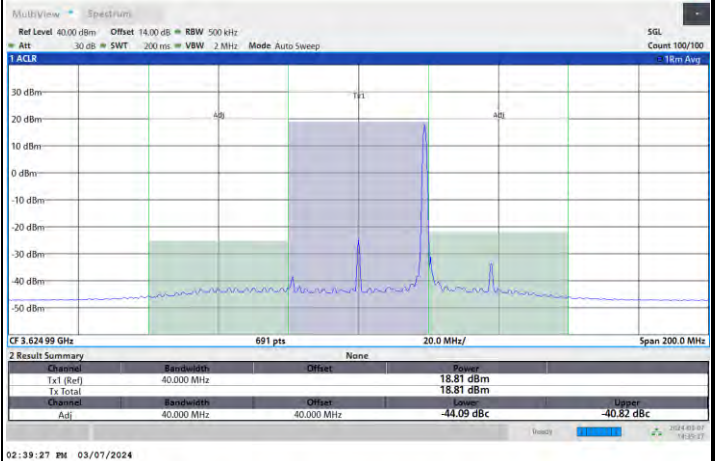 MultiView Spectrum
Ref Level 40.00 dBm Offset 14.00 dB RBW 500 kHz SGL
Att 30 dB SWT 200 ms VBW 2 MHz Mode Auto Sweep Count 100/100
1 ACLR 1Rm Avg
30 dBm
Tx1
20 dBm Adj Adj
10 dBm
0 dBm
-10 dBm
-20 dBm
-30 dBm
-40 dBm
-50 dBm
CF 3.624 99 GHz 691 pts 20.0 MHz/ Span 200.0 MHz
2 Result Summary None
Channel Bandwidth Offset Power
Tx1 (Ref) 40.000 MHz 18.81 dBm
Tx Total 18.81 dBm
Channel Bandwidth Offset Lower Upper
Adj 40.000 MHz 40.000 MHz -44.09 dBc -40.82 dBc
Ready 2024-03-07
02:39:27 PM 03/07/2024